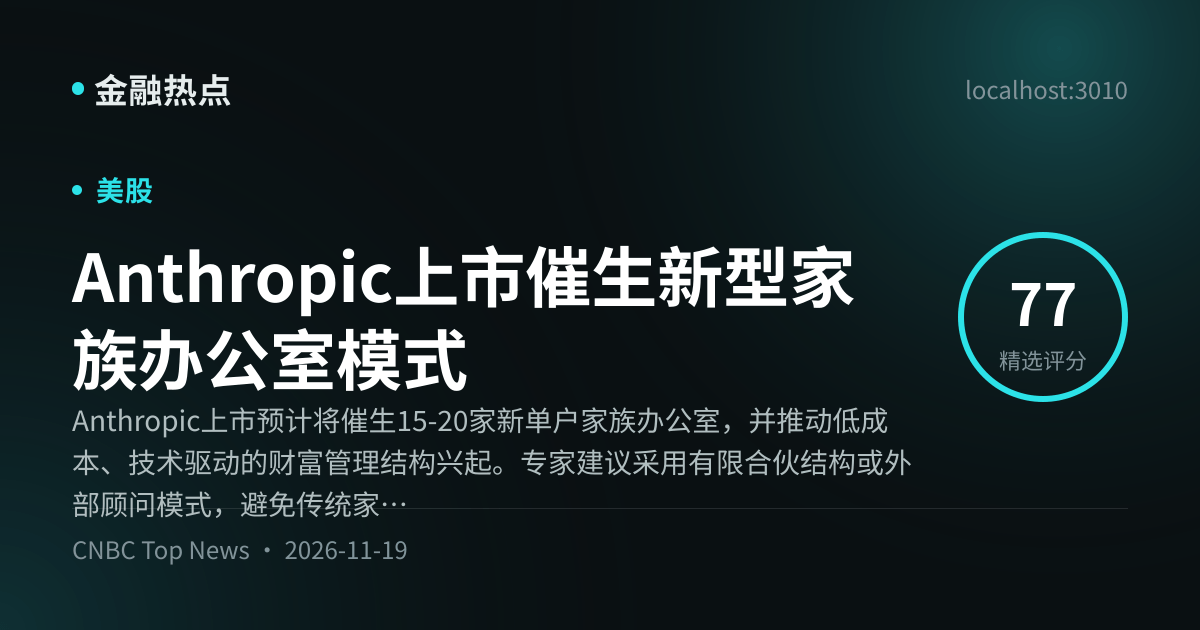 金融热点
localhost:3010
美股
Anthropic上市催生新型家
族办公室模式
77
精选评分
Anthropic上市预计将催生15-20家新单户家族办公室，并推动低成
本、技术驱动的财富管理结构兴起。专家建议采用有限合伙结构或外
部顾问模式，避免传统家…
CNBC Top News · 2026-11-19